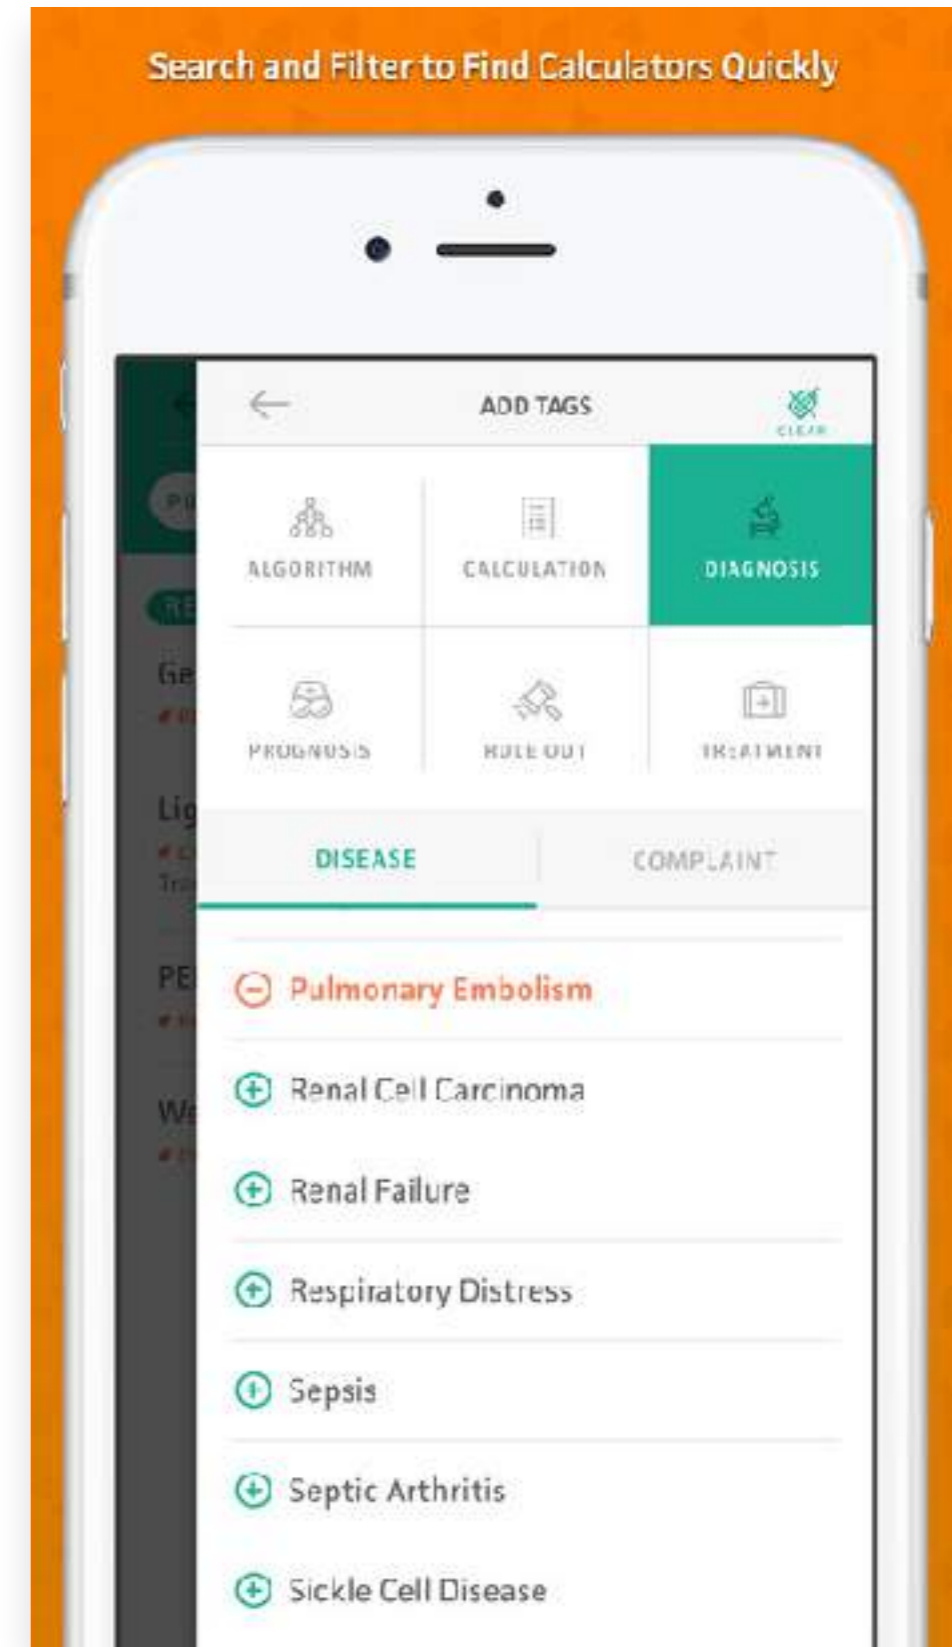 Search and Filter to Find Calculators Quickly
ADD TAGS
CLEAR
ALGORITHM CALCULATION DIAGNOSIS
PROGNOSIS RULE OUT TREATMENT
DISEASE COMPLAINT
Pulmonary Embolism
Renal Cell Carcinoma
Renal Failure
Respiratory Distress
Sepsis
Septic Arthritis
Sickle Cell Disease